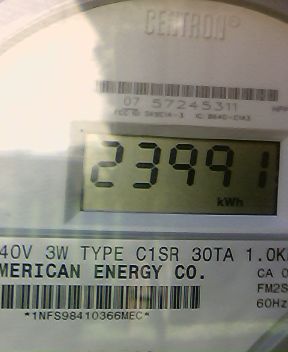 CENTRON®
07 57245311
23991
kWh
40V 3W TYPE C1SR 30TA 1.0K
MERICAN ENERGY CO.
CA 0
FM2S
60Hz
*1NFS98410366MEC*